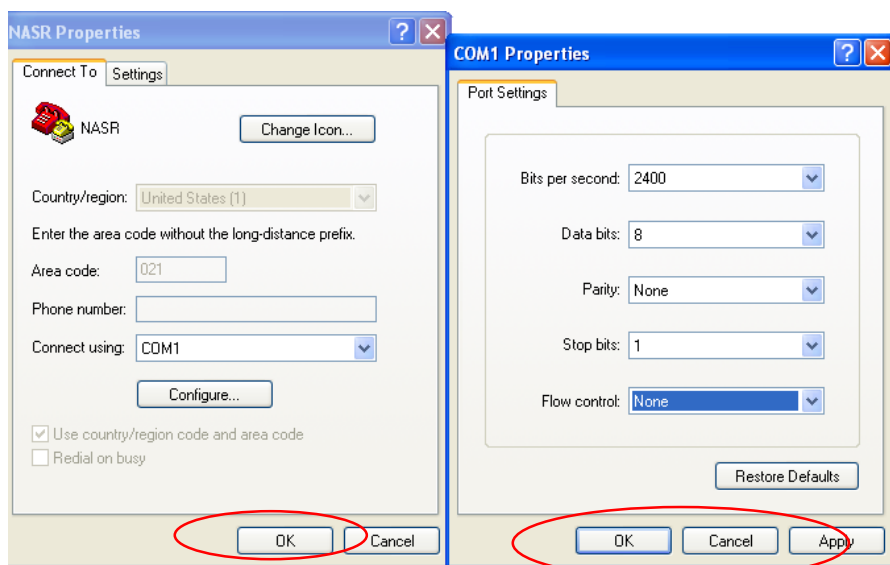 NASR Properties
Connect To
Settings
NASR
Change Icon...
Country/region: United States (1)
Enter the area code without the long-distance prefix.
Area code: 021
Phone number:
Connect using: COM1
Configure...
Use country/region code and area code
Redial on busy
OK
Cancel
COM1 Properties
Port Settings
Bits per second: 2400
Data bits: 8
Parity: None
Stop bits: 1
Flow control: None
Restore Defaults
OK
Cancel
Apply